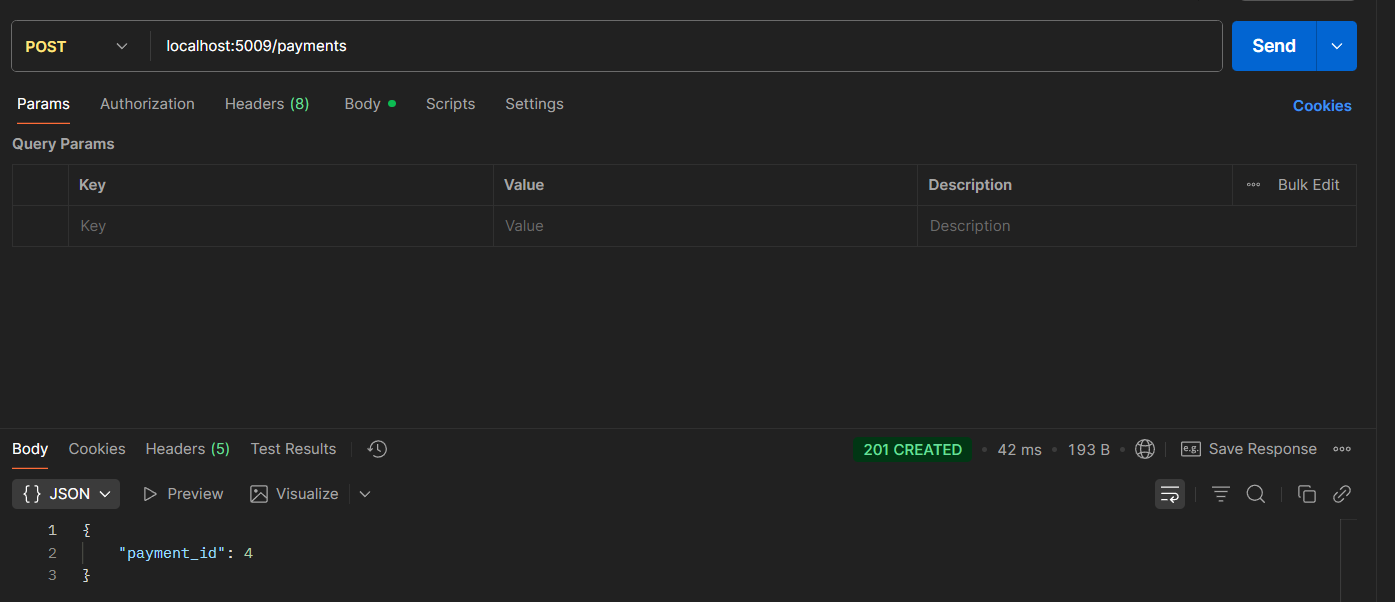 POST localhost:5009/payments Send
Params Authorization Headers (8) Body Scripts Settings Cookies
Query Params
Key Value Description Bulk Edit
Key Value Description
Body Cookies Headers (5) Test Results 201 CREATED 42 ms 193 B e.g. Save Response
{} JSON Preview Visualize
1 {
2 "payment_id": 4
3 }